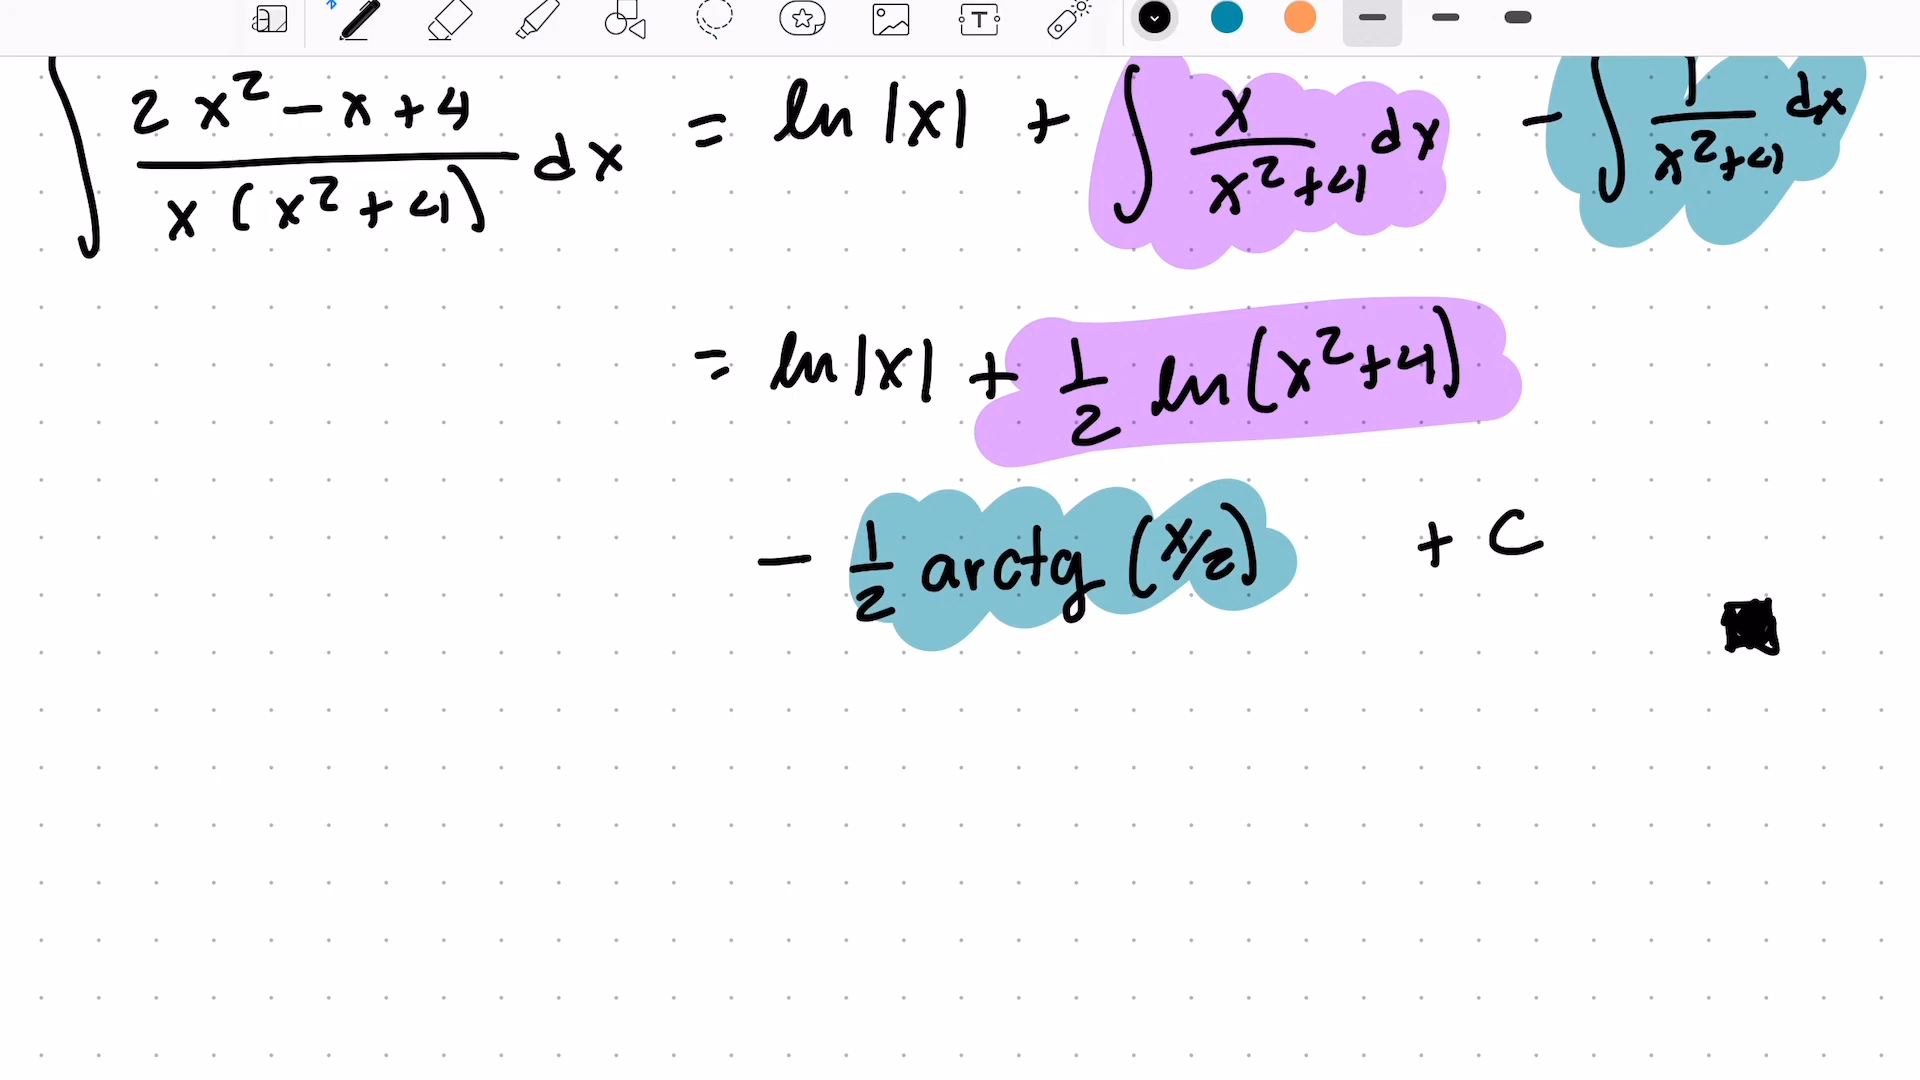 ∫ (2x² - x + 4)/(x(x² + 4)) dx = ln|x| + ∫ x/(x² + 4) dx - ∫ 1/(x² + 4) dx
= ln|x| + 1/2 ln(x² + 4)
- 1/2 arctg (x/2) + C